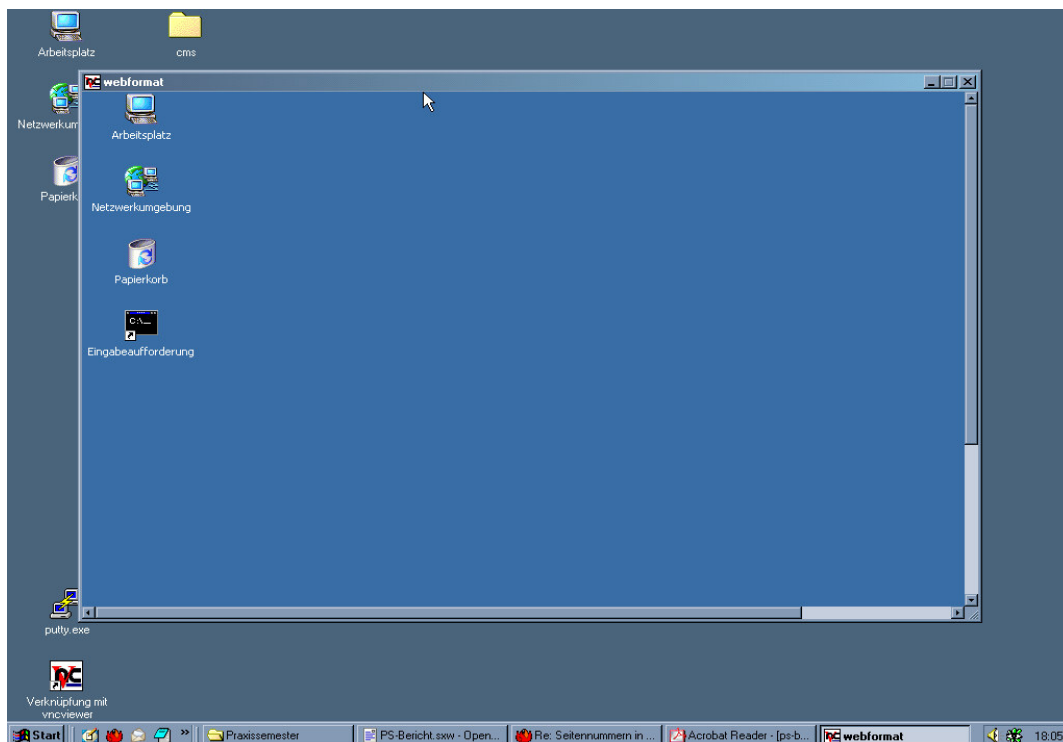 Arbeitsplatz
cms
webformat
Netzwerkum
Arbeitsplatz
Papierk
Netzwerkumgebung
Papierkorb
C:\_
Eingabeaufforderung
putty.exe
Verknüpfung mit
vncviewer
Start
»
Praxissemester
PS-Bericht.sxw - Open...
Re: Seitennummern in ...
Acrobat Reader - [ps-b...
webformat
18:05